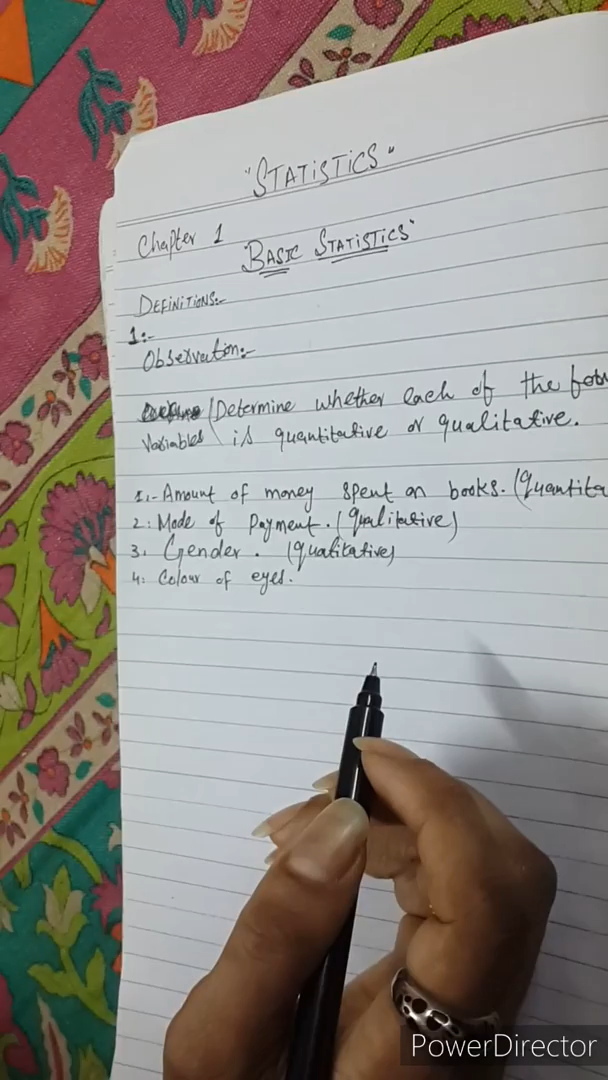 "STATISTICS"
Chapter 1
"BASIC STATISTICS"
DEFINITIONS:-
1:-
Observation:-
Determine whether each of the
Variables is quantitative or qualitative.
1:- Amount of money spent on books. (Quantita
2: Mode of Payment. (qualitative)
3. Gender. (qualitative)
4: Colour of eyes.
PowerDirector